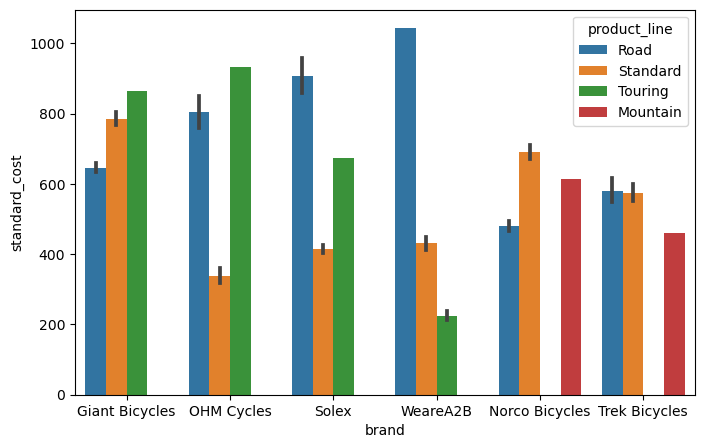 product_line
Road
Standard
Touring
Mountain
standard_cost
1000
800
600
400
200
0
Giant Bicycles OHM Cycles Solex WeareA2B Norco Bicycles Trek Bicycles
brand